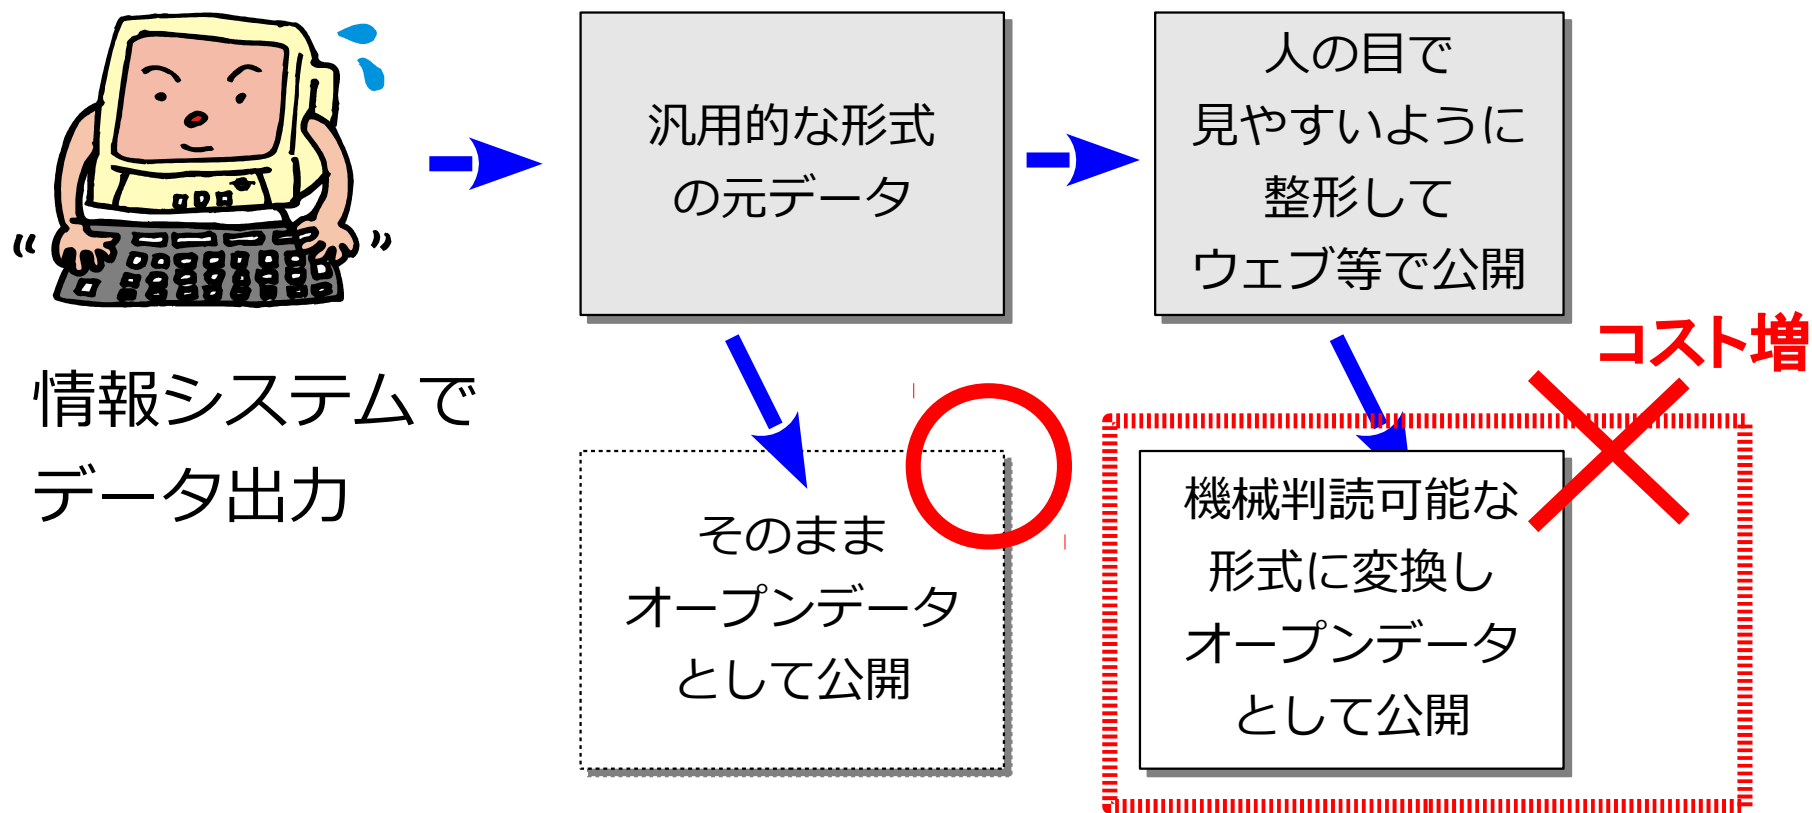 情報システムで
データ出力
汎用的な形式
の元データ
人の目で
見やすいように
整形して
ウェブ等で公開
コスト増
そのまま
オープンデータ
として公開
機械判読可能な
形式に変換し
オープンデータ
として公開